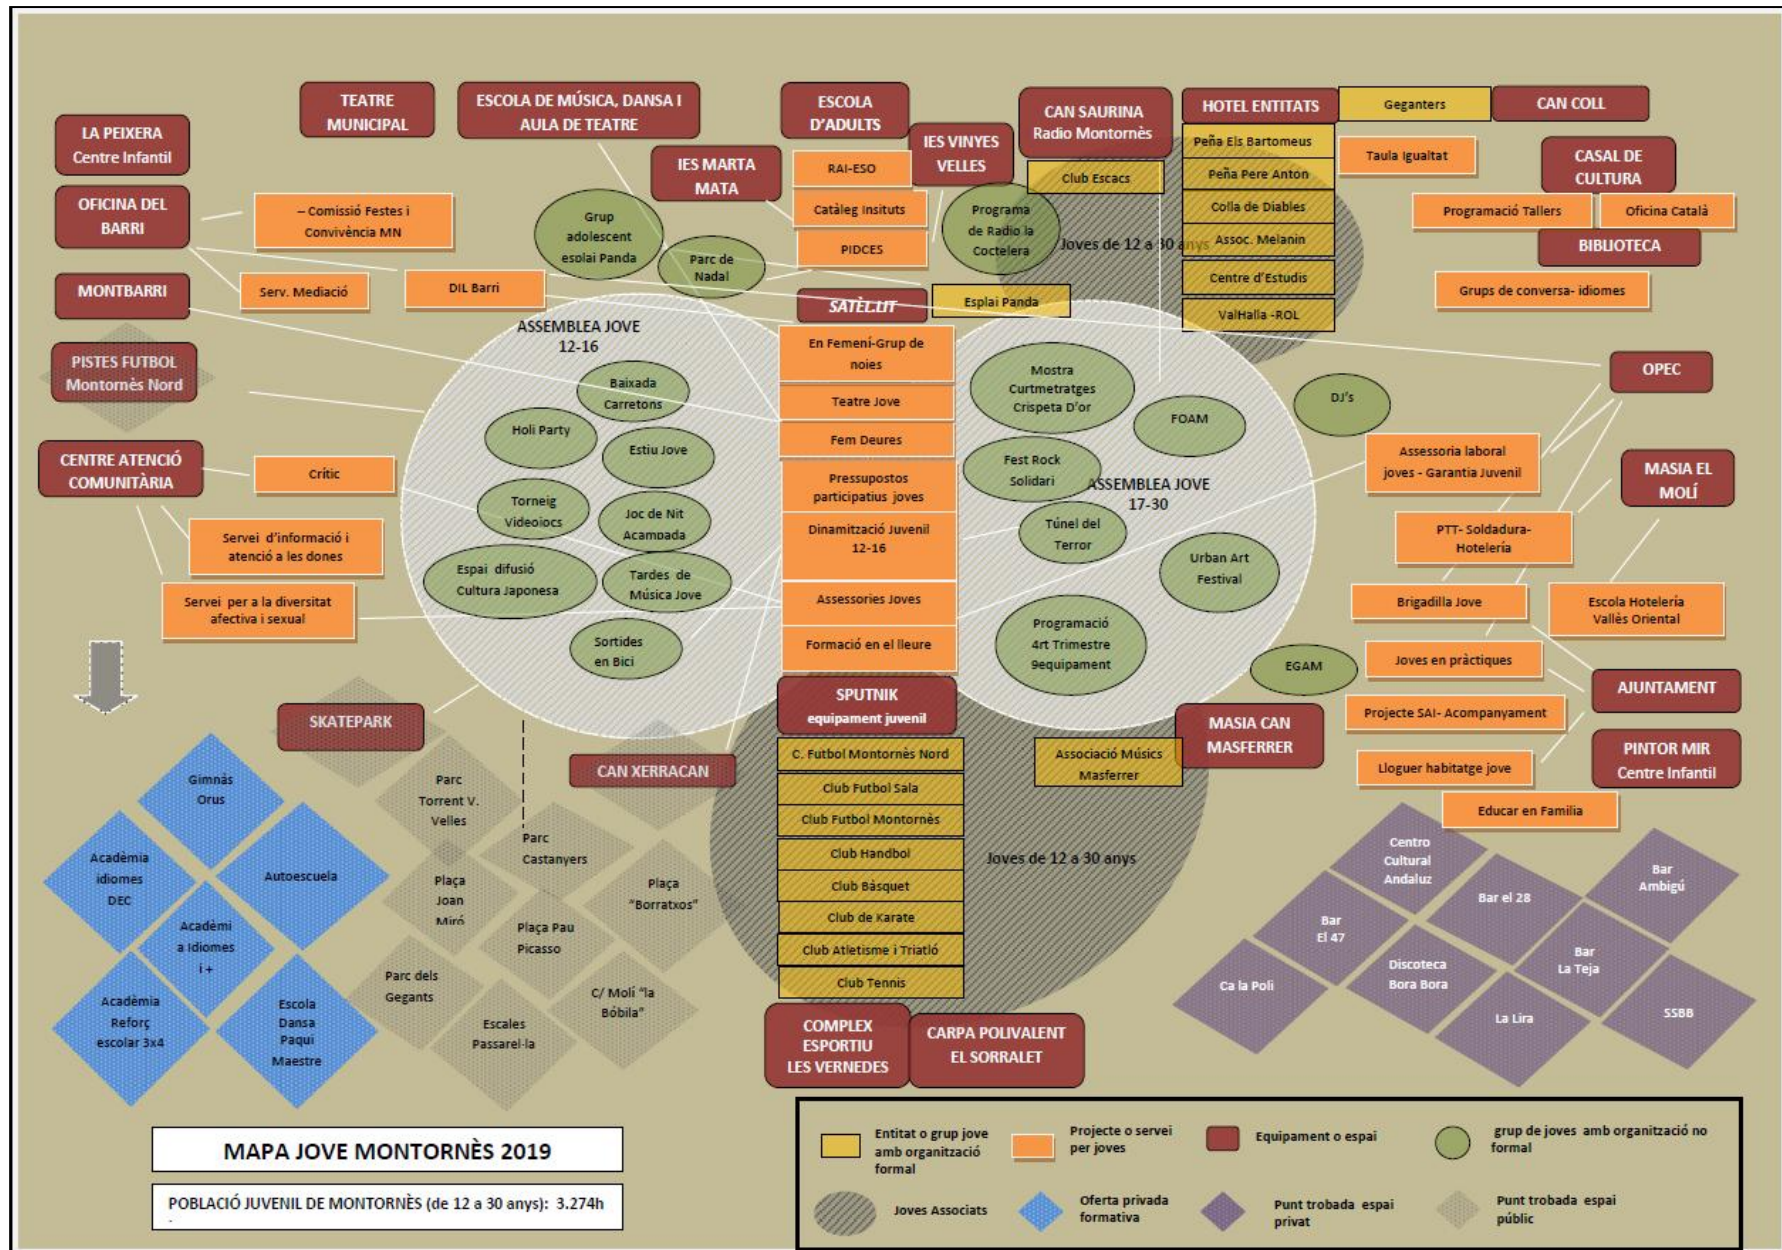 TEATRE
MUNICIPAL
ESCOLA DE MÚSICA, DANSA I
AULA DE TEATRE
ESCOLA
D'ADULTS
CAN SAURINA
Radio Montornès
HOTEL ENTITATS
Geganters
CAN COLL
LA PEIXERA
Centre Infantil
IES MARTA
MATA
IES VINYES
VELLES
RAI-ESO
Catàleg Insituts
PIDCES
Club Escacs
Peña Els Bartomeus
Peña Pere Anton
Colla de Diables
Assoc. Melanin
Centre d'Estudis
ValHalla -ROL
Taula Igualtat
CASAL DE
CULTURA
Programació Tallers
Oficina Català
BIBLIOTECA
Grups de conversa- idiomes
OFICINA DEL
BARRI
– Comissió Festes i
Convivència MN
Serv. Mediació
DIL Barri
Grup
adolescent
esolai Panda
Parc de
Nadal
Programa
de Radio la
Coctelera
Joves de 12 a 30 anys
Esplai Panda
MONTBARRI
PISTES FUTBOL
Montornès Nord
ASSEMBLEA JOVE
12-16
SATÈL.LIT
En Femení-Grup de
noies
Teatre Jove
Fem Deures
Pressupostos
participatius joves
Dinamització Juvenil
12-16
Assessories Joves
Formació en el lleure
Baixada
Carretons
Holi Party
Estiu Jove
Torneig
Videoiocs
Joc de Nit
Acampada
Espai difusió
Cultura Japonesa
Tardes de
Música Jove
Sortides
en Bici
Mostra
Curtmetratges
Crispeta D'or
FOAM
Fest Rock
Solidari
ASSEMBLEA JOVE
17-30
Túnel del
Terror
Urban Art
Festival
Programació
4rt Trimestre
9equipament
DJ's
EGAM
OPEC
Assessoria laboral
joves - Garantia Juvenil
MASIA EL
MOLÍ
PTT- Soldadura-
Hotelería
Brigadilla Jove
Escola Hoteleria
Vallès Oriental
Joves en pràctiques
AJUNTAMENT
Projecte SAI- Acompanyament
Lloguer habitatge jove
PINTOR MIR
Centre Infantil
Educar en Familia
CENTRE ATENCIÓ
COMUNITÀRIA
Crític
Servei d'informació i
atenció a les dones
Servei per a la diversitat
afectiva i sexual
SKATEPARK
CAN XERRACAN
SPUTNIK
equipament juvenil
C. Futbol Montornès Nord
Club Futbol Sala
Club Futbol Montornès
Club Handbol
Club Bàsquet
Club de Karate
Club Atletisme i Triatló
Club Tennis
Associació Músics
Masferrer
MASIA CAN
MASFERRER
Joves de 12 a 30 anys
COMPLEX
ESPORTIU
LES VERNEDES
CARPA POLIVALENT
EL SORRALET
Gimnàs
Orus
Acadèmia
idiomes
DEC
Autoescuela
Acadèmi
a Idiomes
i +
Acadèmia
Reforç
escolar 3x4
Escola
Dansa
Paqui
Maestre
Parc
Torrent V.
Velles
Parc
Castanyers
Plaça
Joan
Miró
Plaça
"Borratxos"
Plaça Pau
Picasso
Parc dels
Gegants
C/ Molí "la
Bóbila"
Escales
Passarel·la
Centro
Cultural
Andaluz
Bar
Ambigú
Bar el 28
Bar
El 47
Bar
La Teja
Ca la Poli
Discoteca
Bora Bora
La Lira
SSBB
MAPA JOVE MONTORNÈS 2019
POBLACIÓ JUVENIL DE MONTORNÈS (de 12 a 30 anys): 3.274h
.
Entitat o grup jove
amb organització
formal
Projecte o servei
per joves
Equipament o espai
grup de joves amb organització no
formal
Joves Associats
Oferta privada
formativa
Punt trobada espai
privat
Punt trobada espai
públic